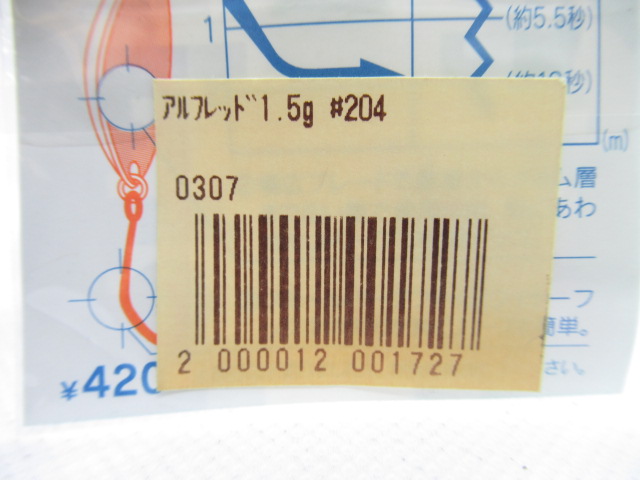 1
(約5.5秒)
(m)
ｱﾙﾌﾚｯﾄﾞ1.5g #204
0307
ム層
あわ
ーフ
簡単。
さい。
2 000012 001727
¥420